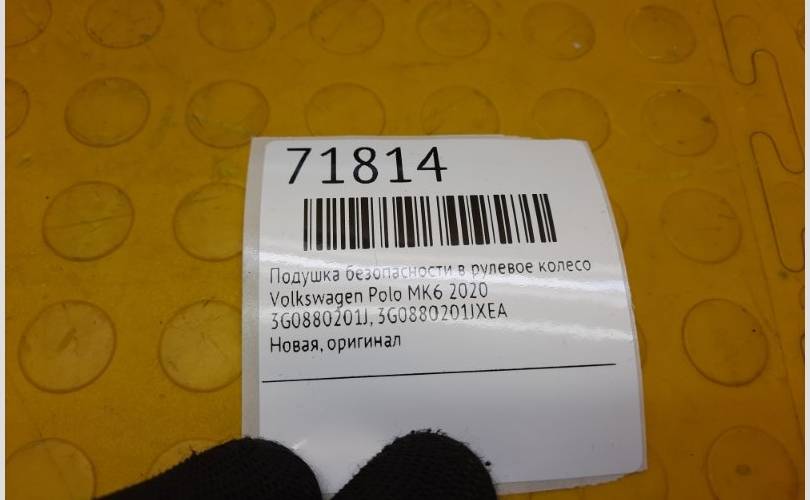 71814
Подушка безопасности в рулевое колесо
Volkswagen Polo MK6 2020
3G0880201J, 3G0880201JXEA
Новая, оригинал